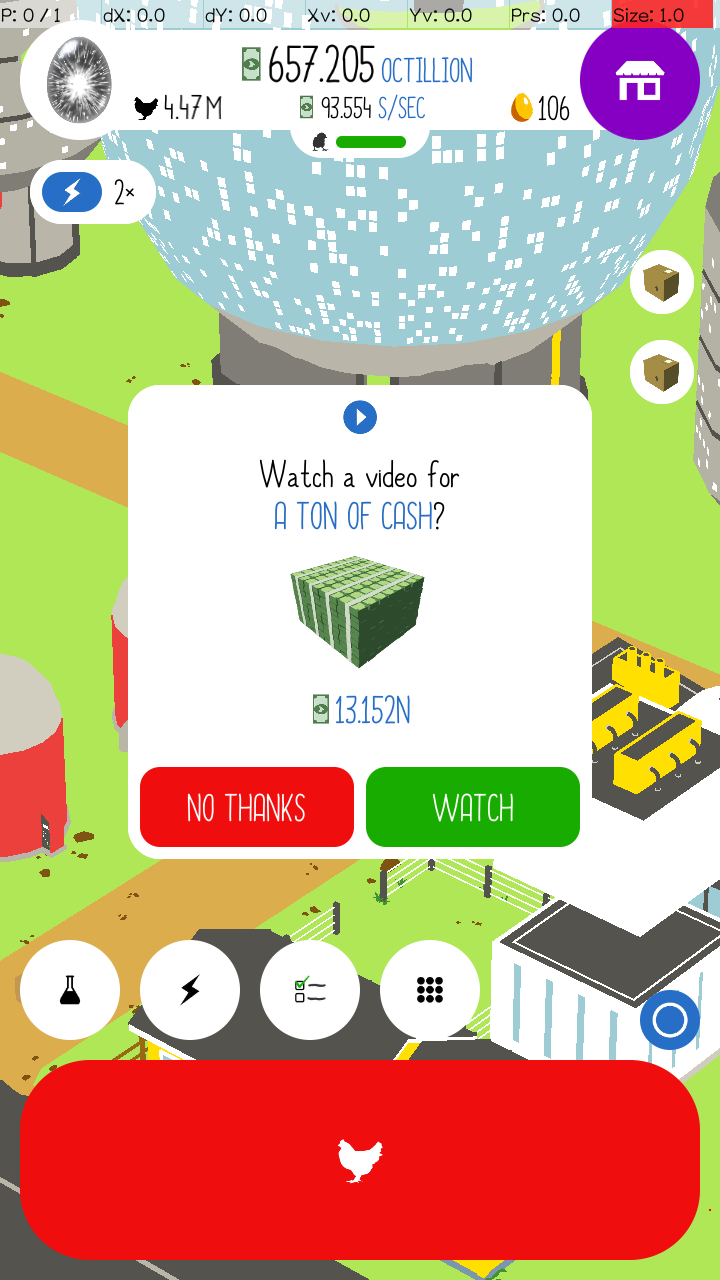 P: 0 / 1 dX: 0.0 dY: 0.0 Xv: 0.0 Yv: 0.0 Prs: 0.0 Size: 1.0
657.205 OCTILLION
4.47M 93.554 S/SEC 106
2×
Watch a video for
A TON OF CASH?
13.152N
NO THANKS WATCH